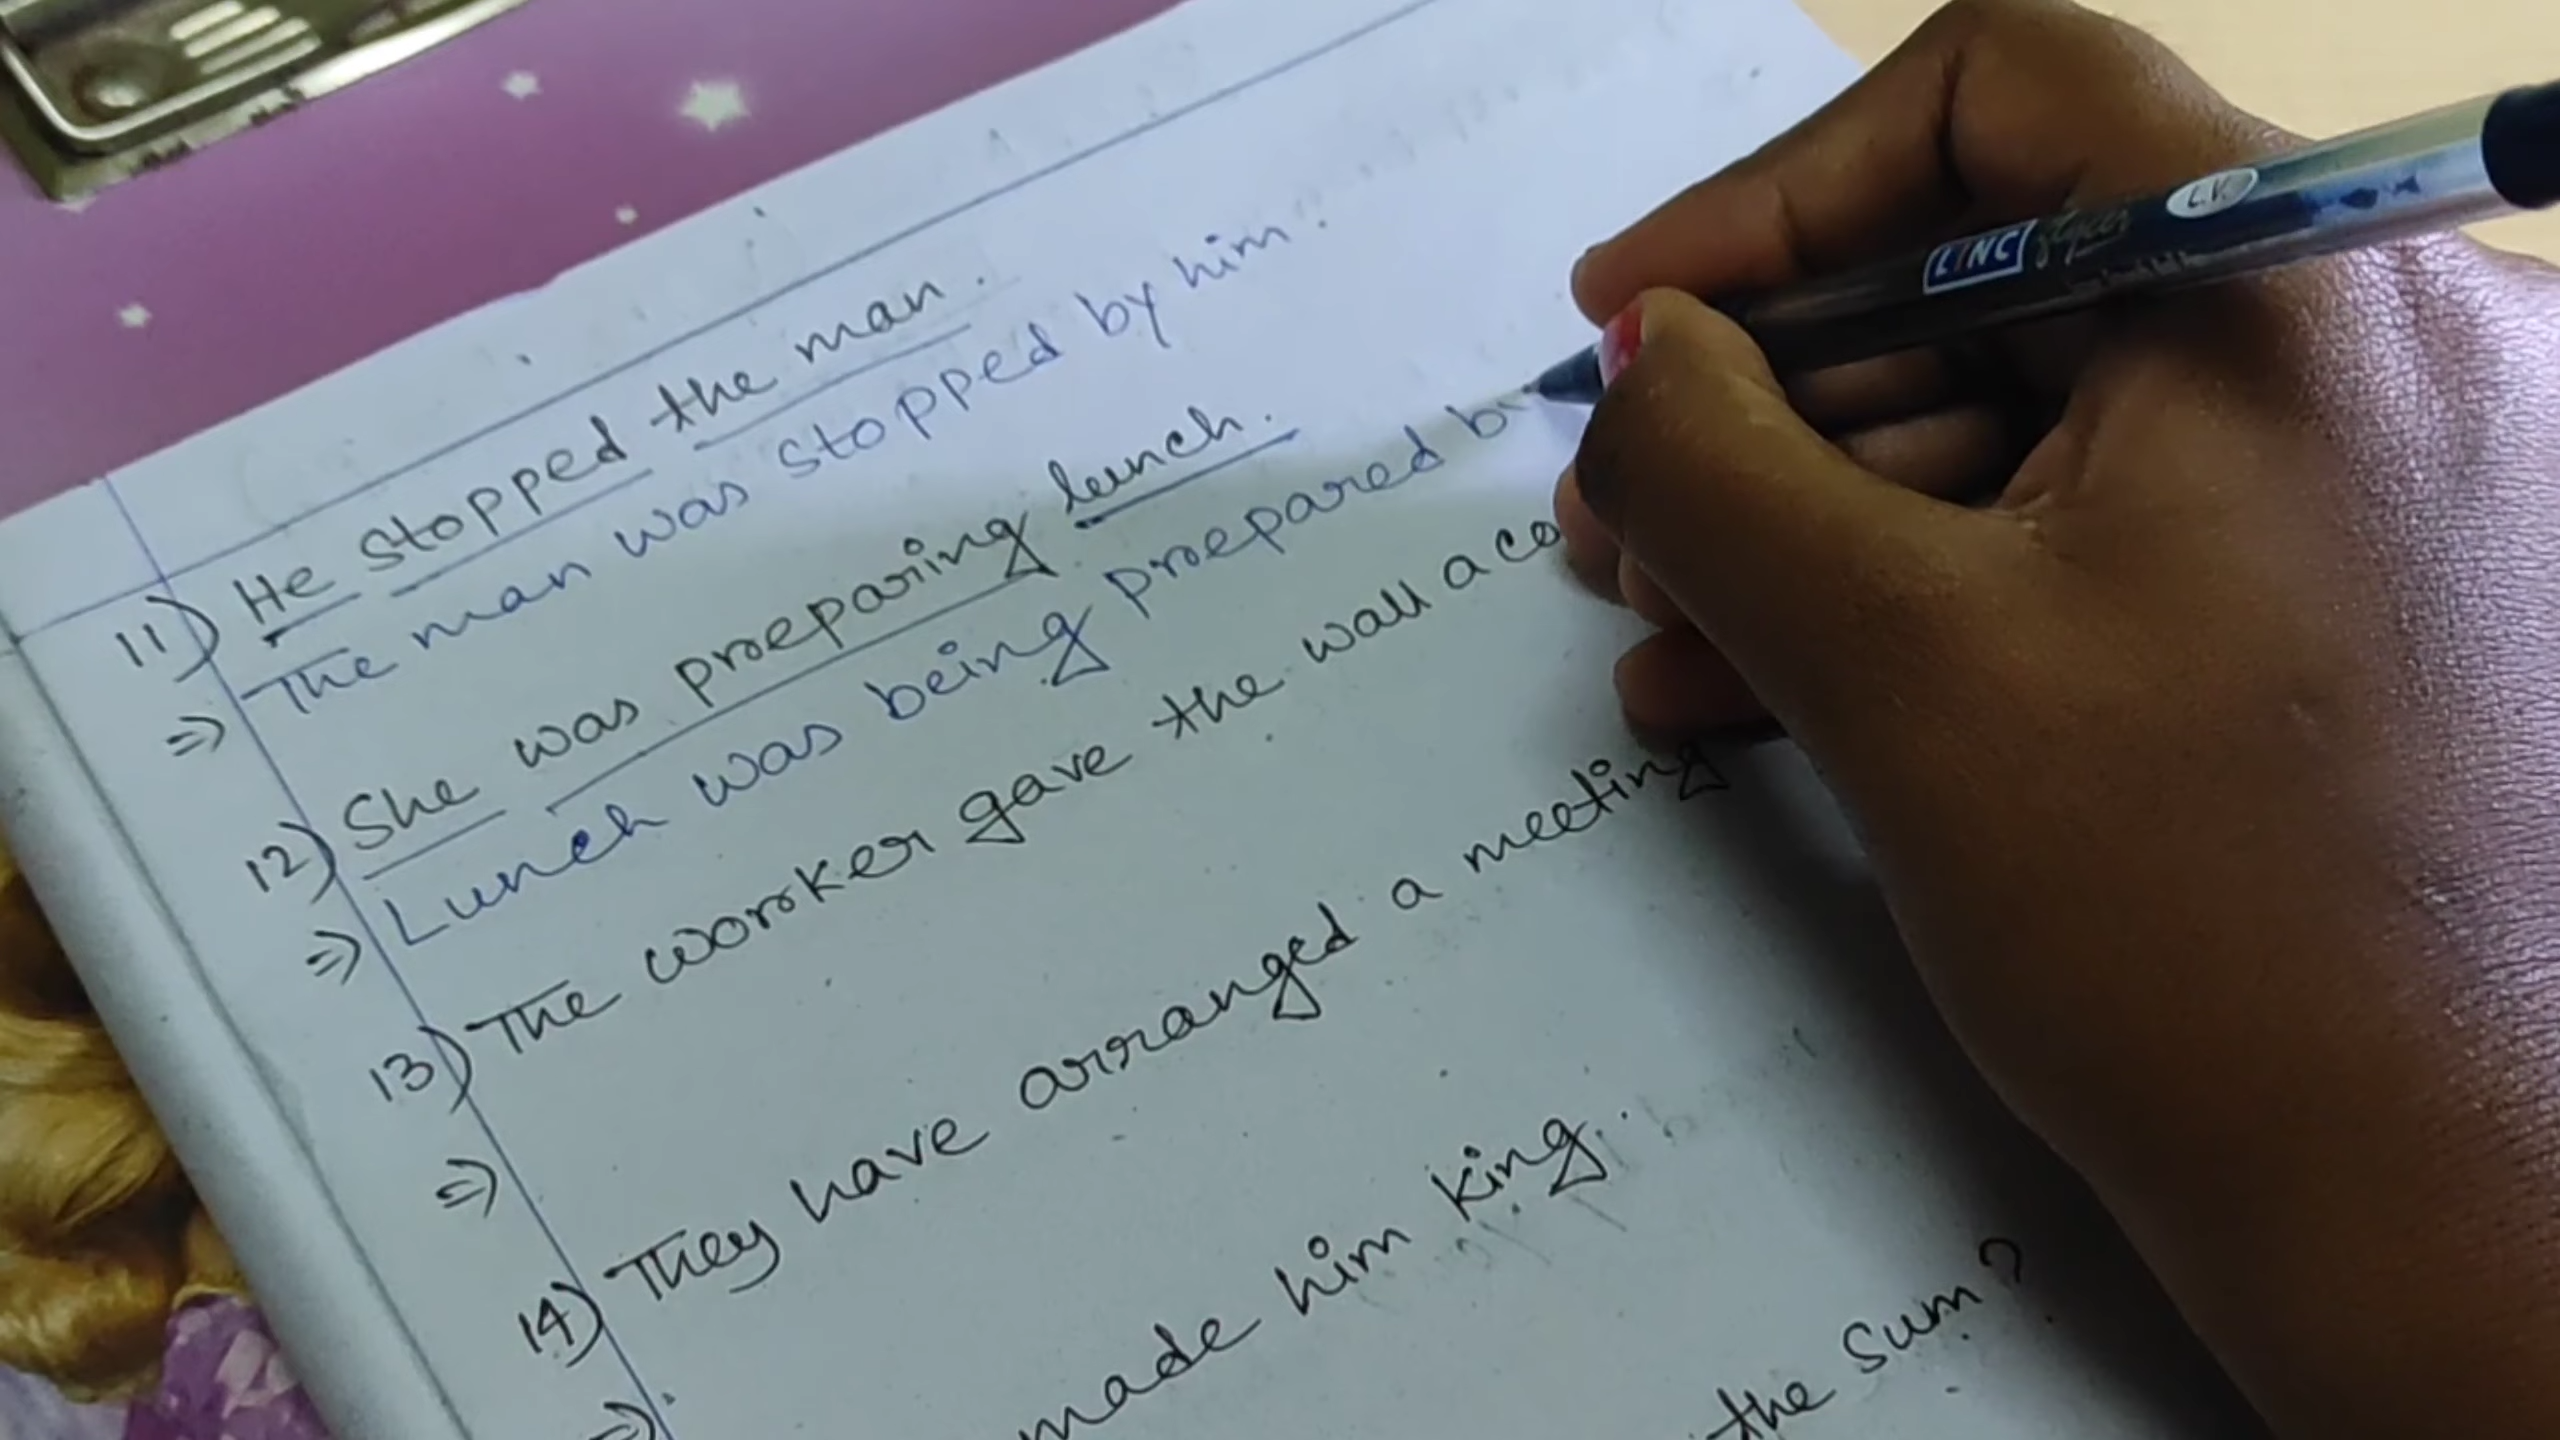 11) He stopped the man.
=> The man was stopped by him.
12) She was preparing lunch.
=> Lunch was being prepared b
13) The worker gave the wall a co
=>
14) They have arranged a meeting
=>
made him king.
the sum?
LINC
L.V.